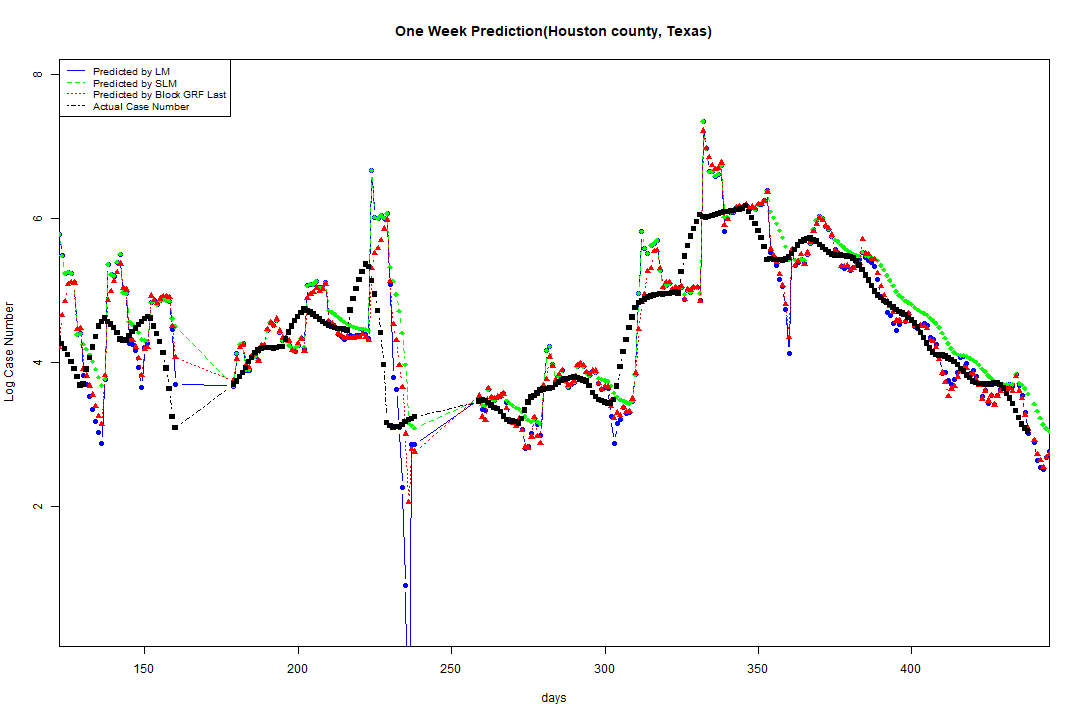 One Week Prediction(Houston county, Texas)
Predicted by LM
Predicted by SLM
Predicted by Block GRF Last
Actual Case Number
8
6
4
2
Log Case Number
150 200 250 300 350 400
days